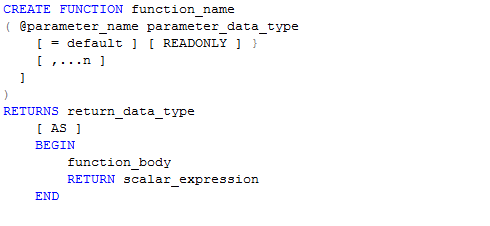 CREATE FUNCTION function_name
( @parameter_name parameter_data_type
[ = default ] [ READONLY ] }
[ ,...n ]
]
)
RETURNS return_data_type
[ AS ]
BEGIN
function_body
RETURN scalar_expression
END